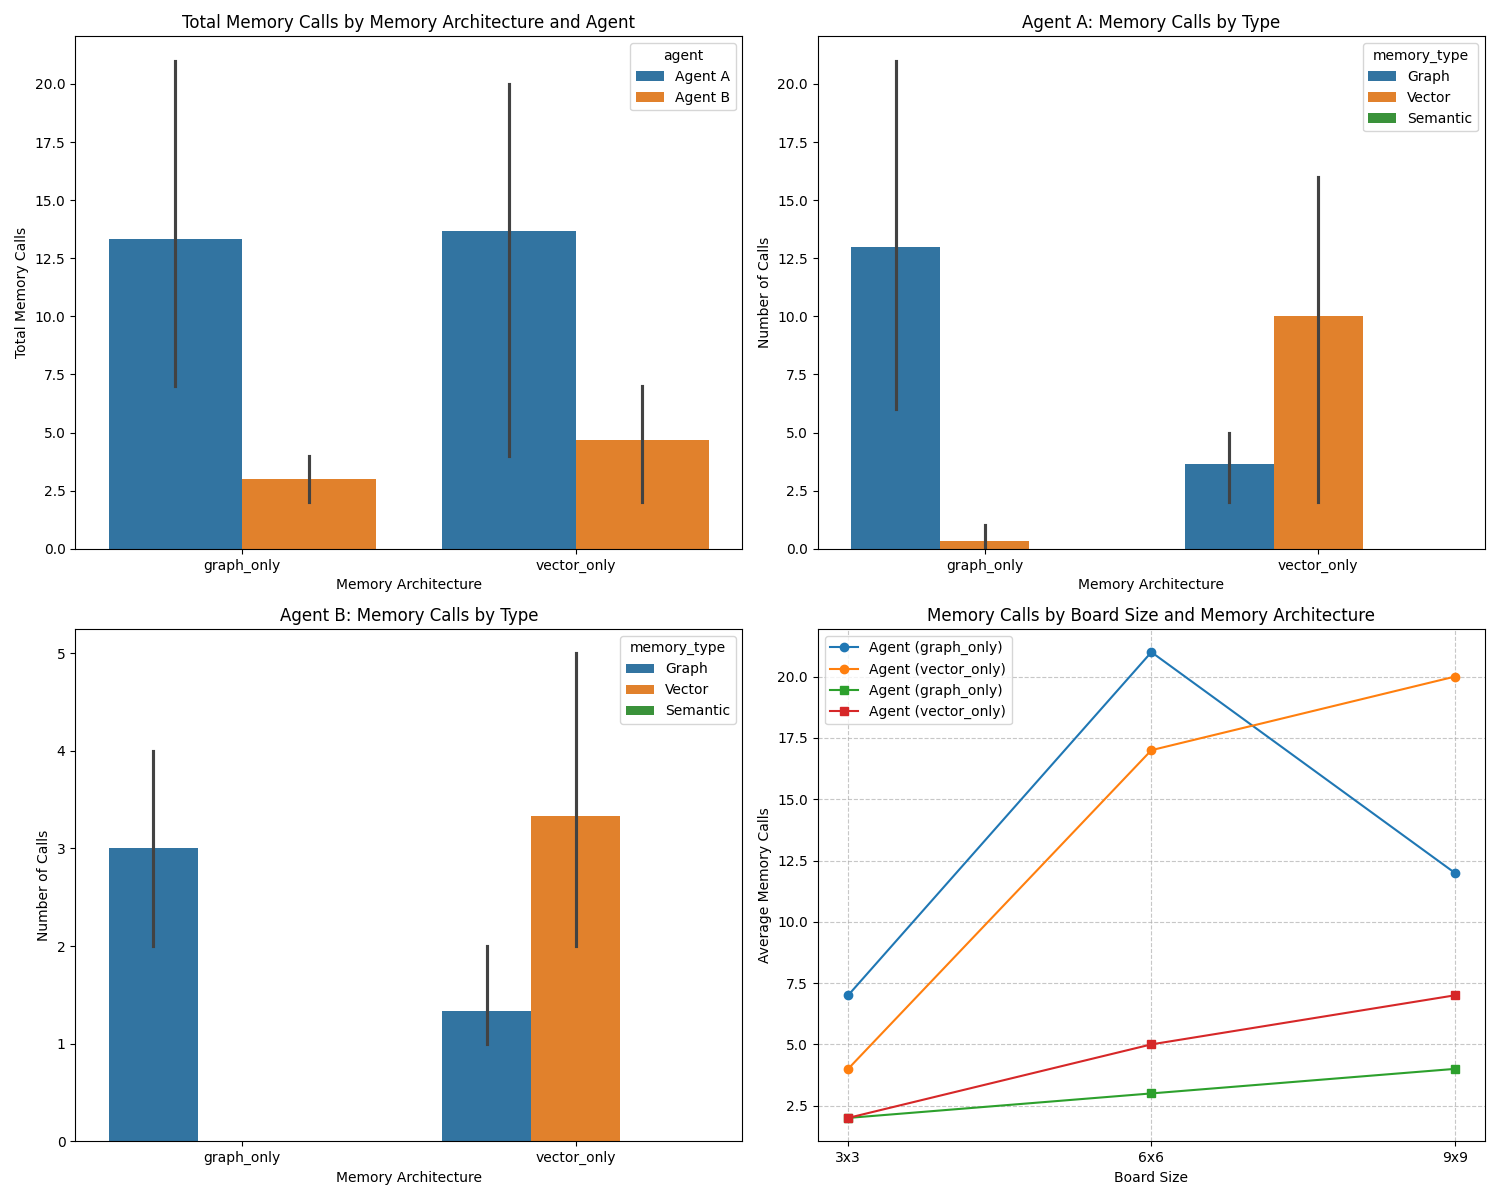 Total Memory Calls by Memory Architecture and Agent
agent
Agent A
Agent B
20.0
17.5
15.0
12.5
10.0
7.5
5.0
2.5
0.0
Total Memory Calls
graph_only
vector_only
Memory Architecture
Agent A: Memory Calls by Type
memory_type
Graph
Vector
Semantic
20.0
17.5
15.0
12.5
10.0
7.5
5.0
2.5
0.0
Number of Calls
graph_only
vector_only
Memory Architecture
Agent B: Memory Calls by Type
memory_type
Graph
Vector
Semantic
5
4
3
2
1
0
Number of Calls
graph_only
vector_only
Memory Architecture
Memory Calls by Board Size and Memory Architecture
Agent (graph_only)
Agent (vector_only)
Agent (graph_only)
Agent (vector_only)
20.0
17.5
15.0
12.5
10.0
7.5
5.0
2.5
Average Memory Calls
3x3
6x6
9x9
Board Size